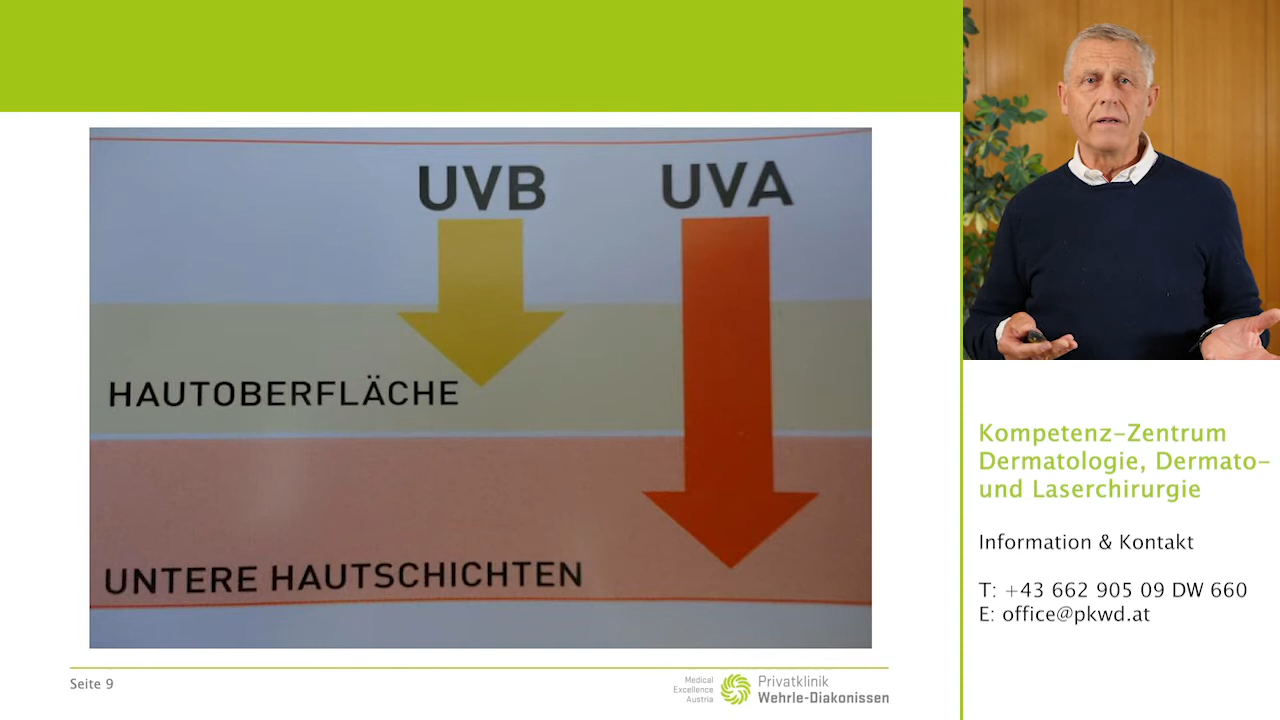 UVB
UVA
HAUTOBERFLÄCHE
UNTERE HAUTSCHICHTEN
Seite 9
Medical
Excellence
Austria
Privatklinik
Wehrle-Diakonissen
Kompetenz-Zentrum
Dermatologie, Dermato-
und Laserchirurgie
Information & Kontakt
T: +43 662 905 09 DW 660
E: office@pkwd.at